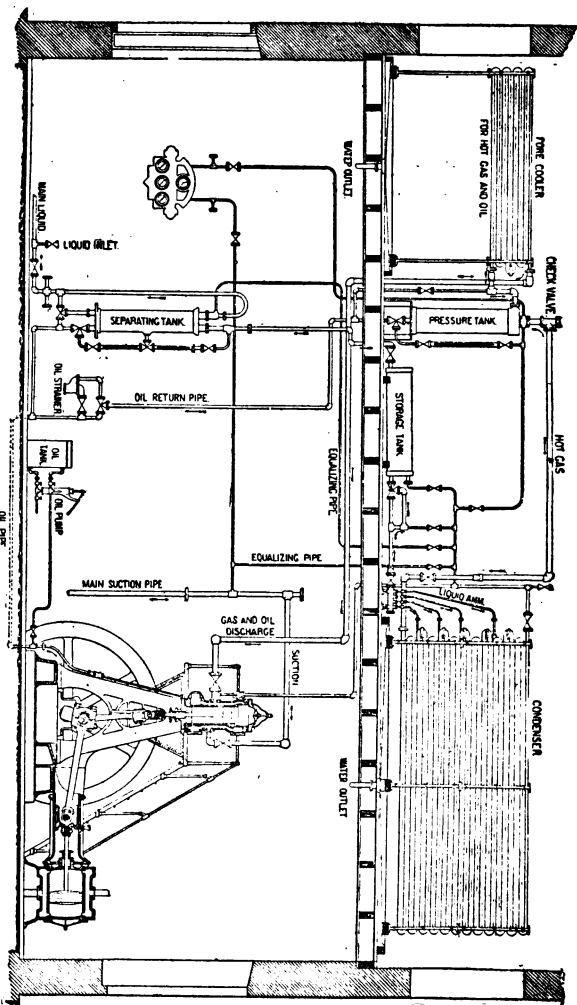 FORE COOLER
FOR HOT GAS AND OIL
WATER OUTLET.
CHECK VALVE
MAIN LIQUID
LIQUID INLET.
SEPARATING TANK
PRESSURE TANK
HOT GAS
OIL STRAINER
OIL RETURN PIPE
STORAGE TANK
EQUALIZING PIPE
OIL TANK
OIL PUMP
OIL PIPE
EQUALIZING PIPE
MAIN SUCTION PIPE
LIQUID AMM.
GAS AND OIL
DISCHARGE
SUCTION
CONDENSER
WATER OUTLET